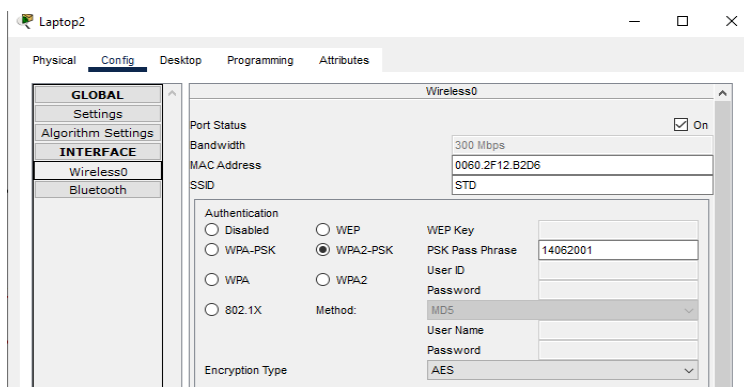 Laptop2
Physical Config Desktop Programming Attributes
GLOBAL
Settings
Algorithm Settings
INTERFACE
Wireless0
Bluetooth
Wireless0
Port Status On
Bandwidth 300 Mbps
MAC Address 0060.2F12.B2D6
SSID STD
Authentication
Disabled WEP WEP Key
WPA-PSK WPA2-PSK PSK Pass Phrase 14062001
User ID
WPA WPA2
Password
802.1X Method: MD5
User Name
Password
Encryption Type AES